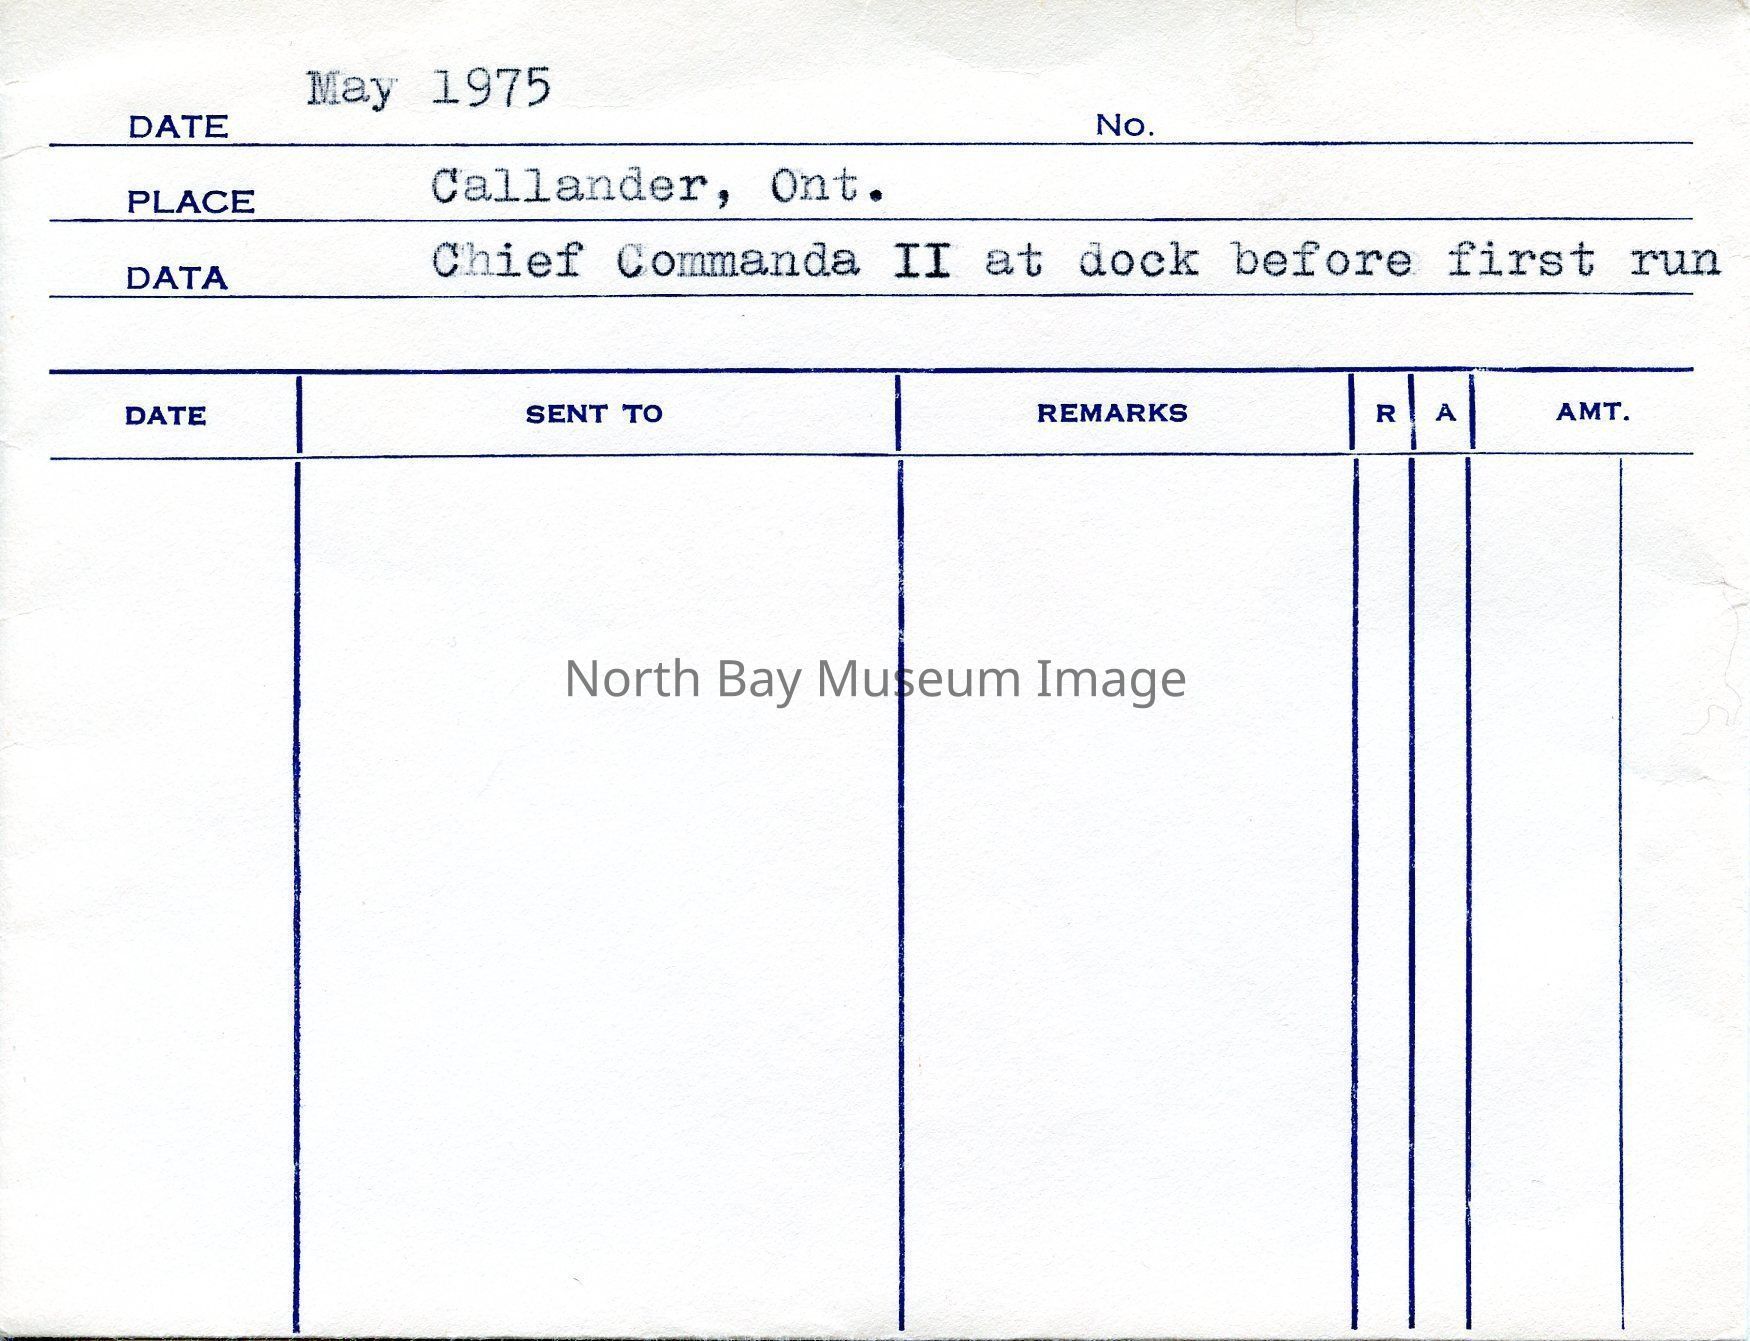 May 1975
DATE No.
PLACE Callander, Ont.
DATA Chief Commanda II at dock before first run
DATE SENT TO REMARKS R A AMT.
North Bay Museum Image